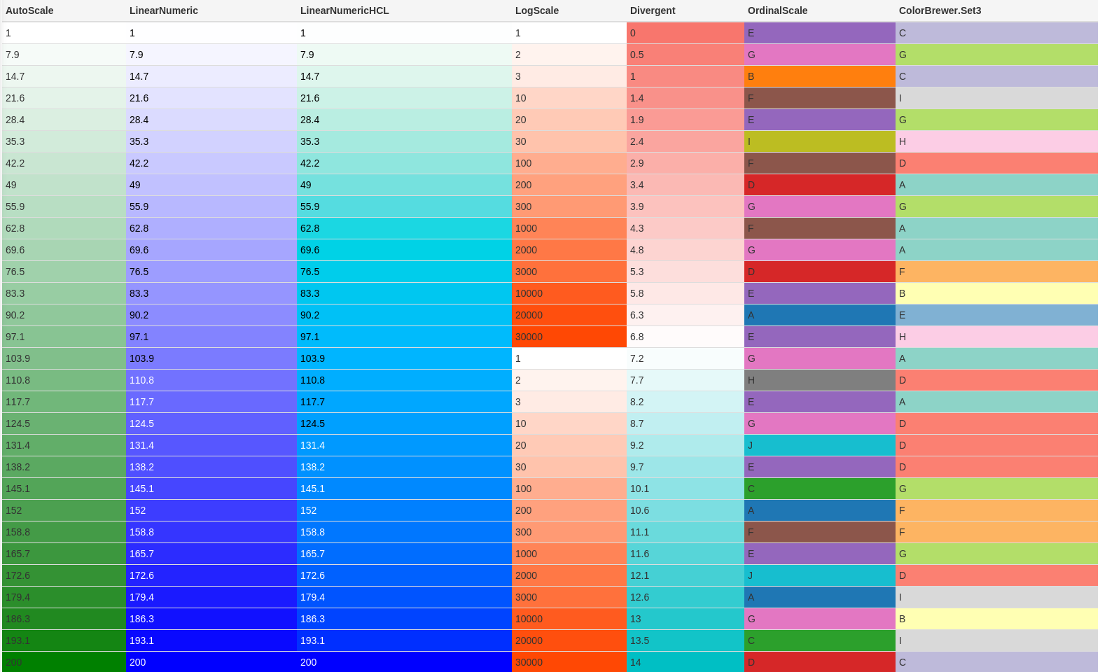 AutoScale LinearNumeric LinearNumericHCL LogScale Divergent OrdinalScale ColorBrewer.Set3
1 1 1 1 0 E C
7.9 7.9 7.9 2 0.5 G G
14.7 14.7 14.7 3 1 B C
21.6 21.6 21.6 10 1.4 F I
28.4 28.4 28.4 20 1.9 E G
35.3 35.3 35.3 30 2.4 I H
42.2 42.2 42.2 100 2.9 F D
49 49 49 200 3.4 D A
55.9 55.9 55.9 300 3.9 G G
62.8 62.8 62.8 1000 4.3 F A
69.6 69.6 69.6 2000 4.8 G A
76.5 76.5 76.5 3000 5.3 D F
83.3 83.3 83.3 10000 5.8 E B
90.2 90.2 90.2 20000 6.3 A E
97.1 97.1 97.1 30000 6.8 E H
103.9 103.9 103.9 1 7.2 G A
110.8 110.8 110.8 2 7.7 H D
117.7 117.7 117.7 3 8.2 E A
124.5 124.5 124.5 10 8.7 G D
131.4 131.4 131.4 20 9.2 J D
138.2 138.2 138.2 30 9.7 E D
145.1 145.1 145.1 100 10.1 C G
152 152 152 200 10.6 A F
158.8 158.8 158.8 300 11.1 F F
165.7 165.7 165.7 1000 11.6 E G
172.6 172.6 172.6 2000 12.1 J D
179.4 179.4 179.4 3000 12.6 A I
186.3 186.3 186.3 10000 13 G B
193.1 193.1 193.1 20000 13.5 C I
200 200 200 30000 14 D C